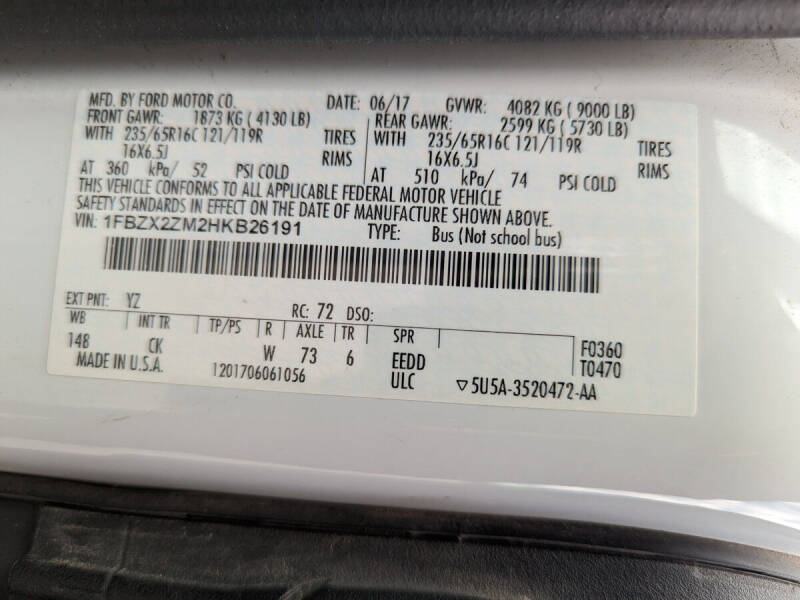 MFD. BY FORD MOTOR CO. DATE: 06/17 GVWR: 4082 KG ( 9000 LB)
FRONT GAWR: 1873 KG ( 4130 LB) REAR GAWR: 2599 KG ( 5730 LB)
WITH 235/65R16C 121/119R TIRES WITH 235/65R16C 121/119R TIRES
16X6.5J RIMS 16X6.5J RIMS
AT 360 kPa/ 52 PSI COLD AT 510 kPa/ 74 PSI COLD
THIS VEHICLE CONFORMS TO ALL APPLICABLE FEDERAL MOTOR VEHICLE
SAFETY STANDARDS IN EFFECT ON THE DATE OF MANUFACTURE SHOWN ABOVE.
VIN: 1FBZX2ZM2HKB26191 TYPE: Bus (Not school bus)
EXT PNT: YZ RC: 72 DSO:
WB INT TR TP/PS R AXLE TR SPR F0360
148 CK W 73 6 EEDD T0470
MADE IN U.S.A. 1201706061056 ULC ▽5U5A-3520472-AA